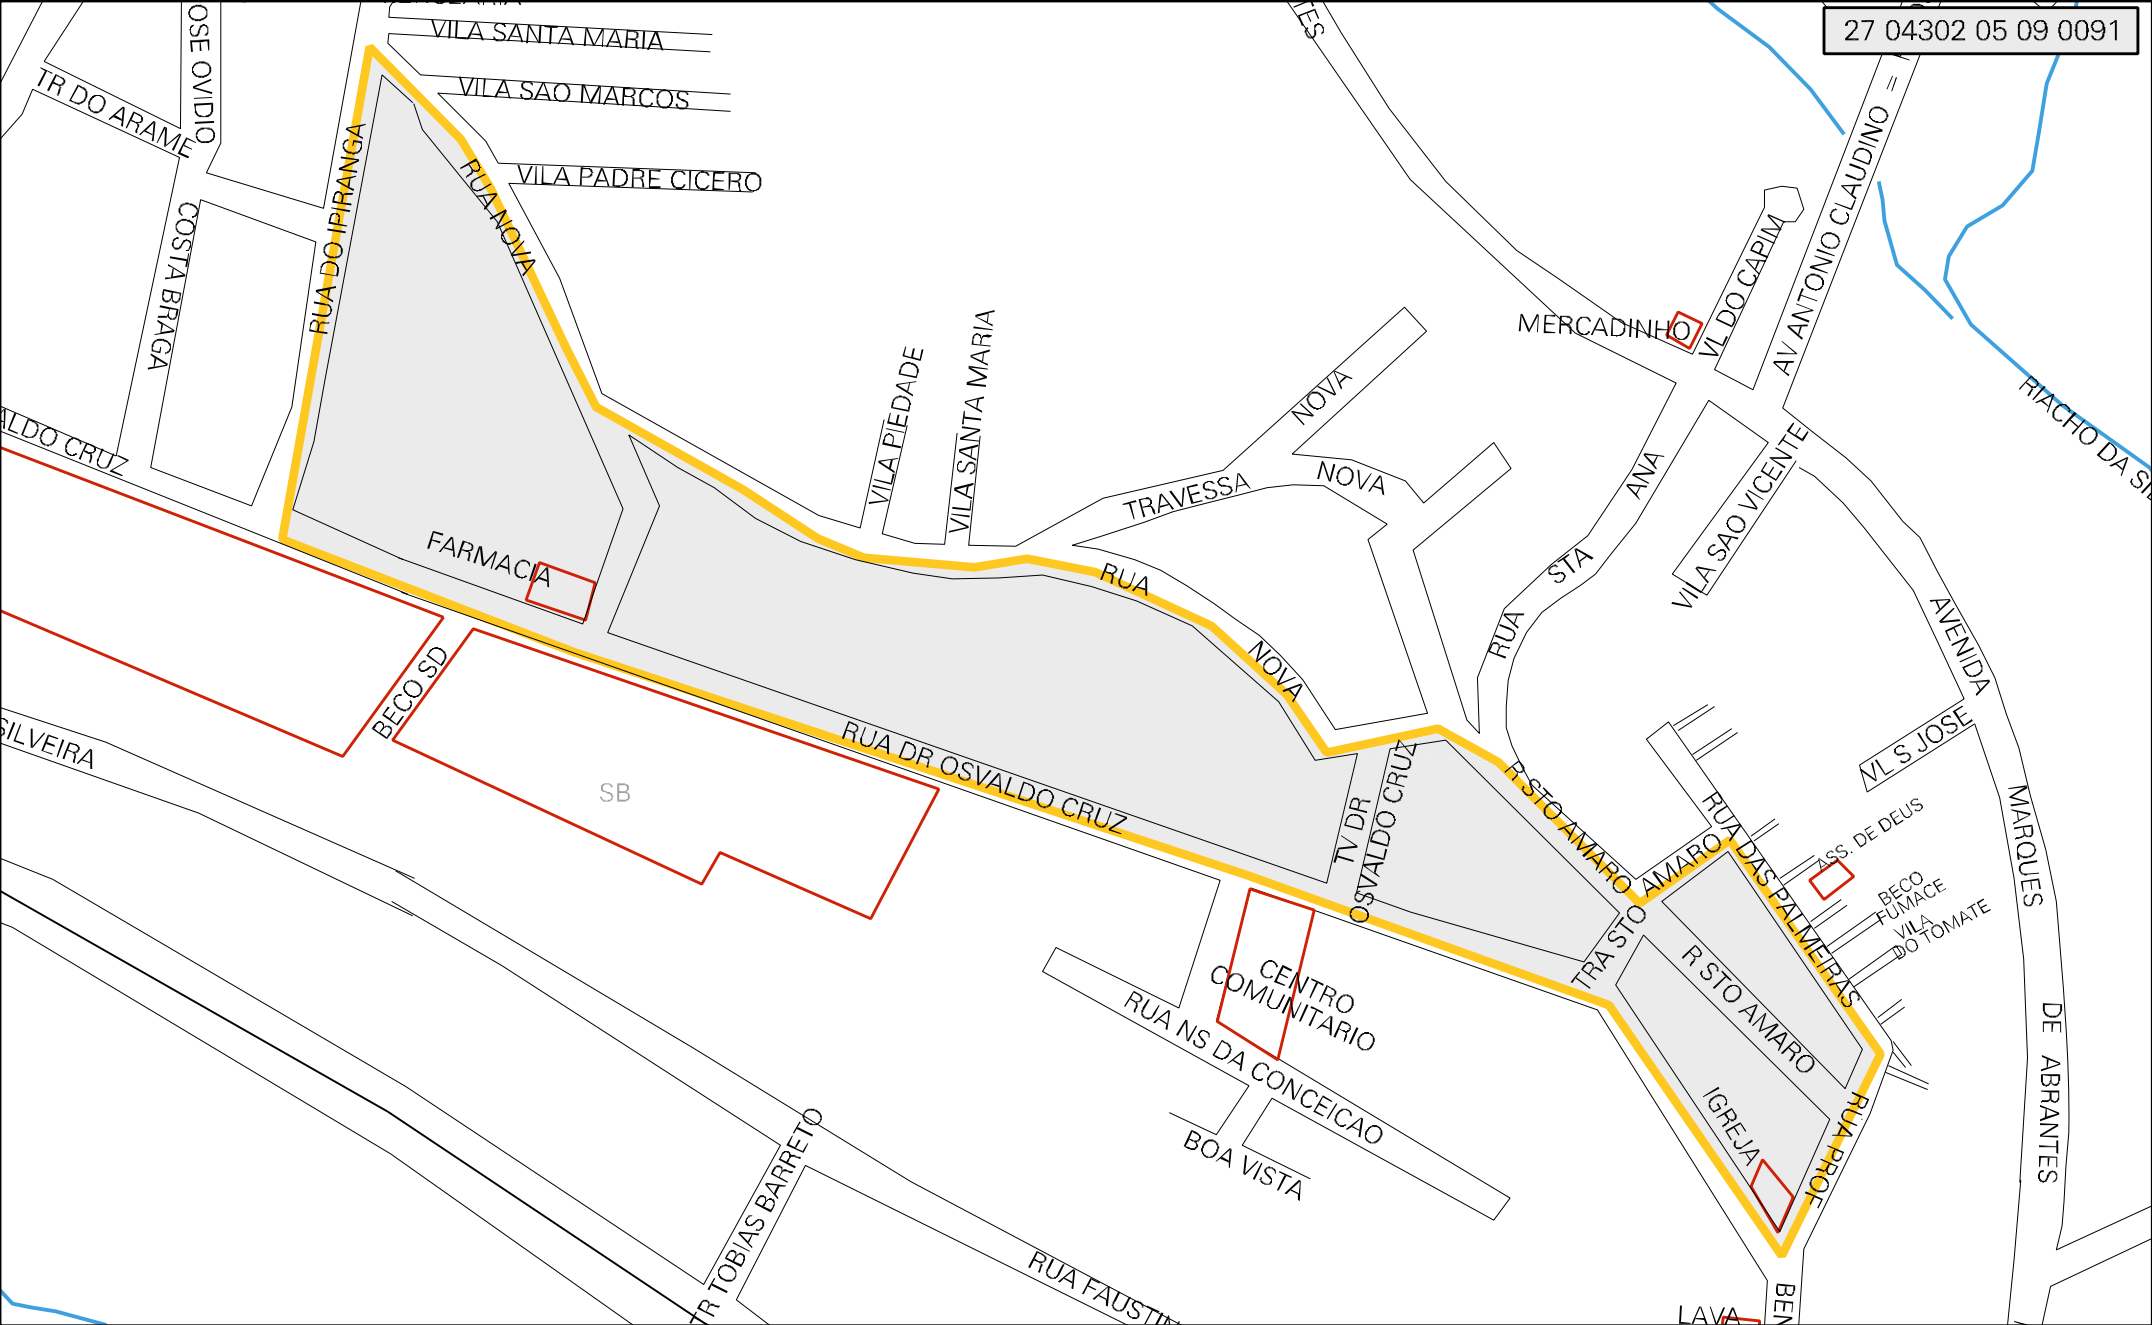 27 04302 05 09 0091
VILA SANTA MARIA
VILA SAO MARCOS
VILA PADRE CICERO
OSE OVIDIO
TR DO ARAME
COSTA BRAGA
RUA DO IPIRANGA
RUA NOVA
ALDO CRUZ
FARMACIA
BECO SD
SILVEIRA
SB
VILA PIEDADE
VILA SANTA MARIA
TRAVESSA
NOVA
NOVA
RUA
NOVA
MERCADINHO
VL DO CAPIM
AV ANTONIO CLAUDINO =
RIACHO DA SIL
RUA
STA
ANA
VILA SAO VICENTE
AVENIDA
MARQUES
DE
ABRANTES
VL S JOSE
ASS. DE DEUS
BECO
FUMACE
VILA
DO TOMATE
RUA DAS PALMEIRAS
R STO AMARO
TRA STO
AMARO
R STO AMARO
IGREJA
RUA PROF
RUA DR OSVALDO CRUZ
TV DR
OSVALDO CRUZ
CENTRO
COMUNITARIO
RUA NS DA CONCEICAO
BOA VISTA
TR TOBIAS BARRETO
RUA FAUSTIN
LAVA
BEN
TES